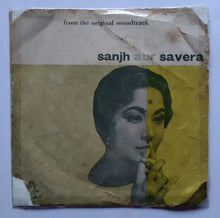 from the original soundtrack
sanjh aur savera